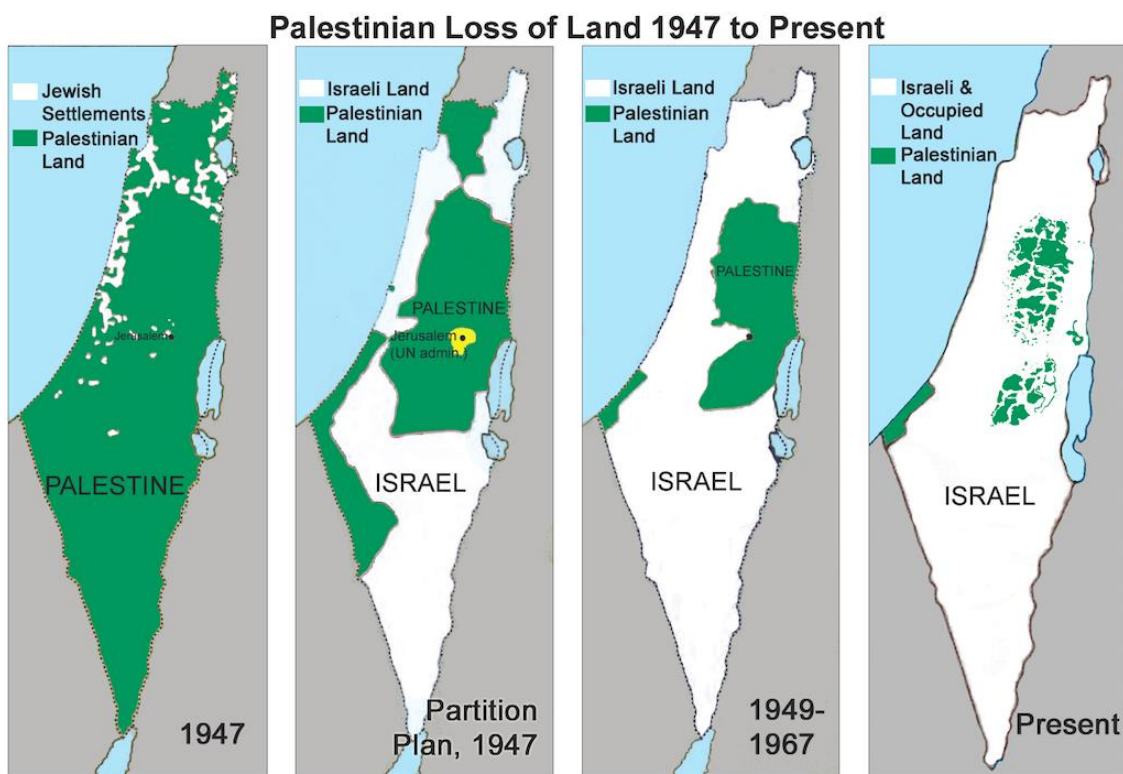 Palestinian Loss of Land 1947 to Present
Jewish
Settlements
Palestinian
Land
Jerusalem
PALESTINE
1947
Israeli Land
Palestinian
Land
PALESTINE
Jerusalem
(UN admin.)
ISRAEL
Partition
Plan, 1947
Israeli Land
Palestinian
Land
PALESTINE
ISRAEL
1949-
1967
Israeli &
Occupied
Land
Palestinian
Land
ISRAEL
Present